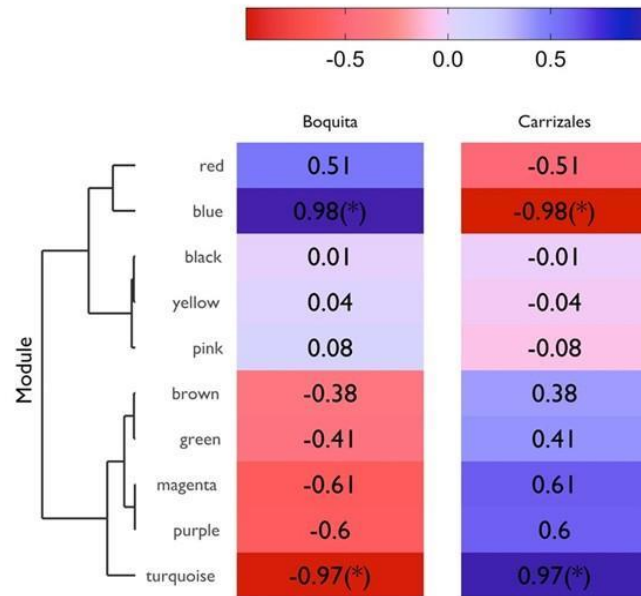 -0.5 0.0 0.5
Boquita Carrizales
Module
red 0.51 -0.51
blue 0.98(*) -0.98(*)
black 0.01 -0.01
yellow 0.04 -0.04
pink 0.08 -0.08
brown -0.38 0.38
green -0.41 0.41
magenta -0.61 0.61
purple -0.6 0.6
turquoise -0.97(*) 0.97(*)